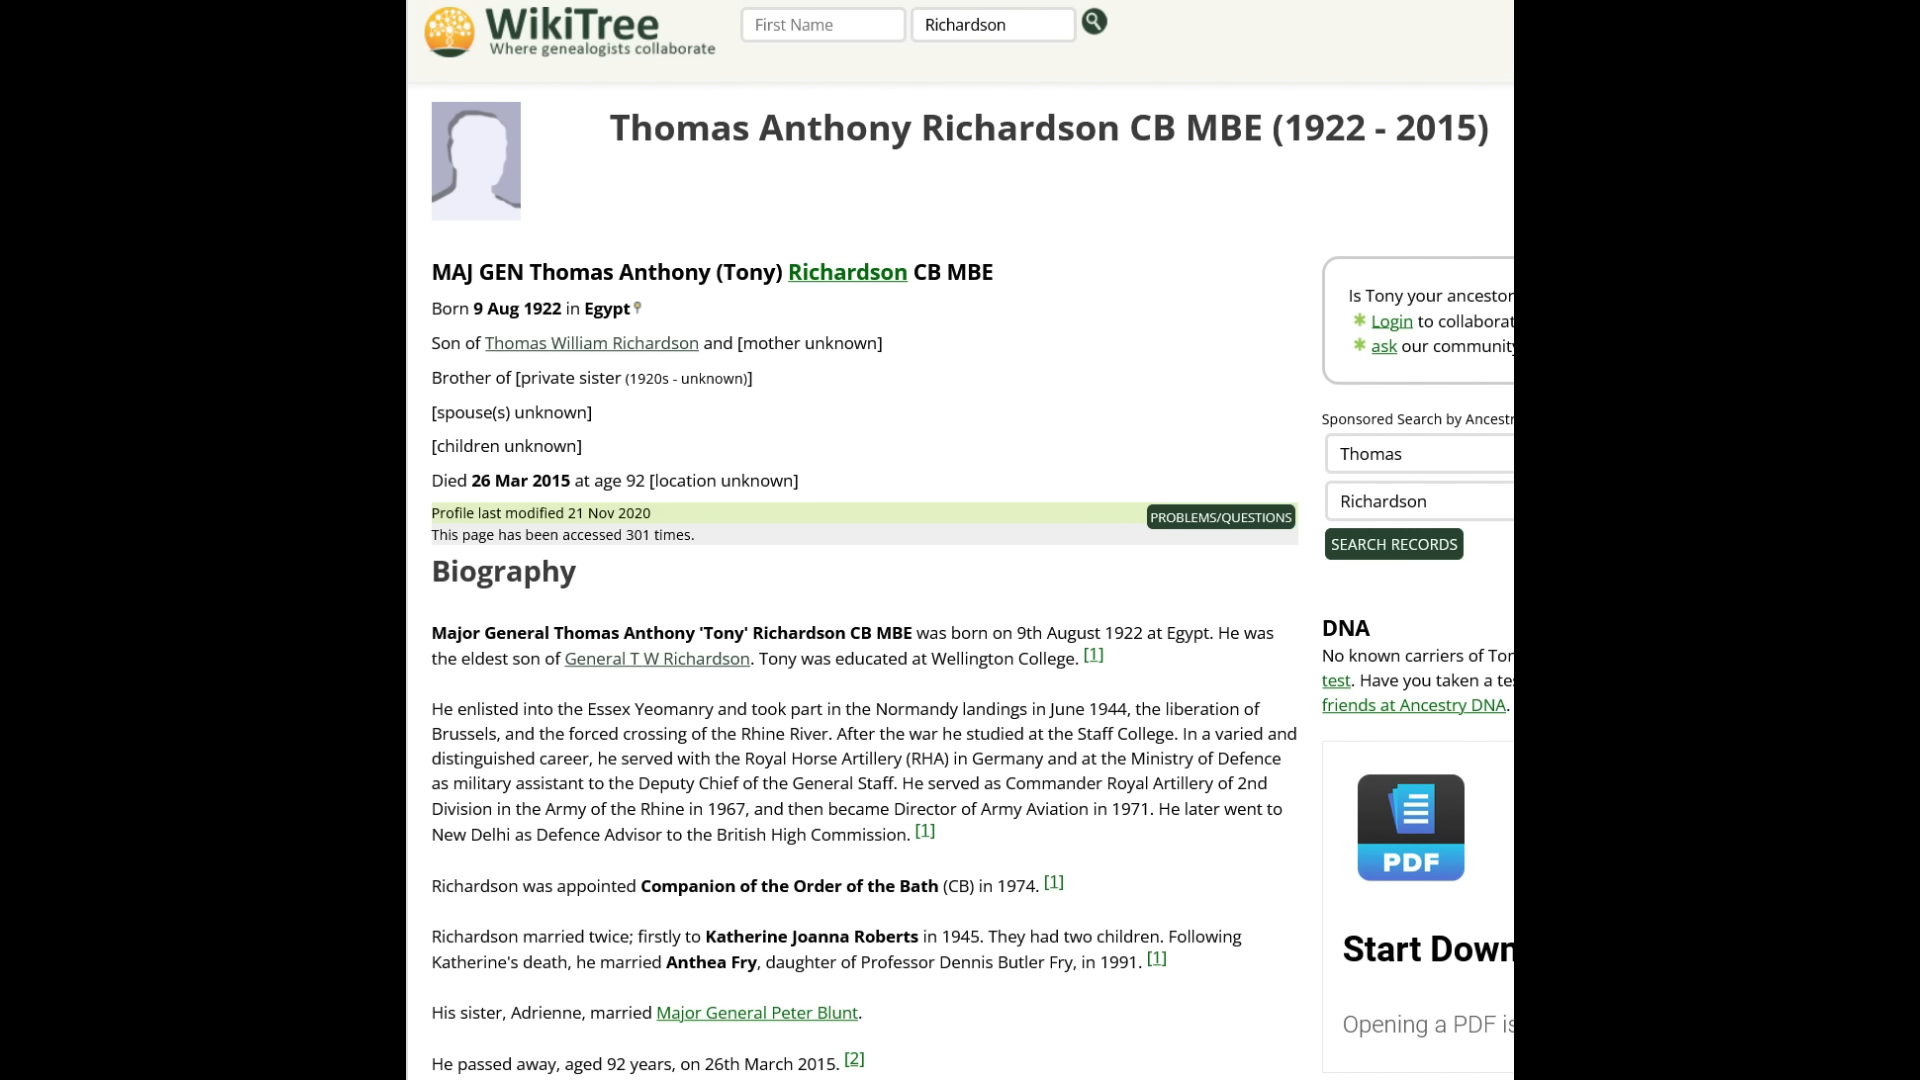 WikiTree
Where genealogists collaborate
First Name
Richardson
Thomas Anthony Richardson CB MBE (1922 - 2015)
MAJ GEN Thomas Anthony (Tony) Richardson CB MBE
Born 9 Aug 1922 in Egypt
Son of Thomas William Richardson and [mother unknown]
Brother of [private sister (1920s - unknown)]
[spouse(s) unknown]
[children unknown]
Died 26 Mar 2015 at age 92 [location unknown]
PROBLEMS/QUESTIONS
Profile last modified 21 Nov 2020
This page has been accessed 301 times.
Biography
Major General Thomas Anthony 'Tony' Richardson CB MBE was born on 9th August 1922 at Egypt. He was
the eldest son of General T W Richardson. Tony was educated at Wellington College. [1]
He enlisted into the Essex Yeomanry and took part in the Normandy landings in June 1944, the liberation of
Brussels, and the forced crossing of the Rhine River. After the war he studied at the Staff College. In a varied and
distinguished career, he served with the Royal Horse Artillery (RHA) in Germany and at the Ministry of Defence
as military assistant to the Deputy Chief of the General Staff. He served as Commander Royal Artillery of 2nd
Division in the Army of the Rhine in 1967, and then became Director of Army Aviation in 1971. He later went to
New Delhi as Defence Advisor to the British High Commission. [1]
Richardson was appointed Companion of the Order of the Bath (CB) in 1974. [1]
Richardson married twice; firstly to Katherine Joanna Roberts in 1945. They had two children. Following
Katherine's death, he married Anthea Fry, daughter of Professor Dennis Butler Fry, in 1991. [1]
His sister, Adrienne, married Major General Peter Blunt.
He passed away, aged 92 years, on 26th March 2015. [2]
Is Tony your ancestor
Login to collaborat
ask our community
Sponsored Search by Ancestr
Thomas
Richardson
SEARCH RECORDS
DNA
No known carriers of Ton
test. Have you taken a tes
friends at Ancestry DNA.
PDF
Start Down
Opening a PDF is